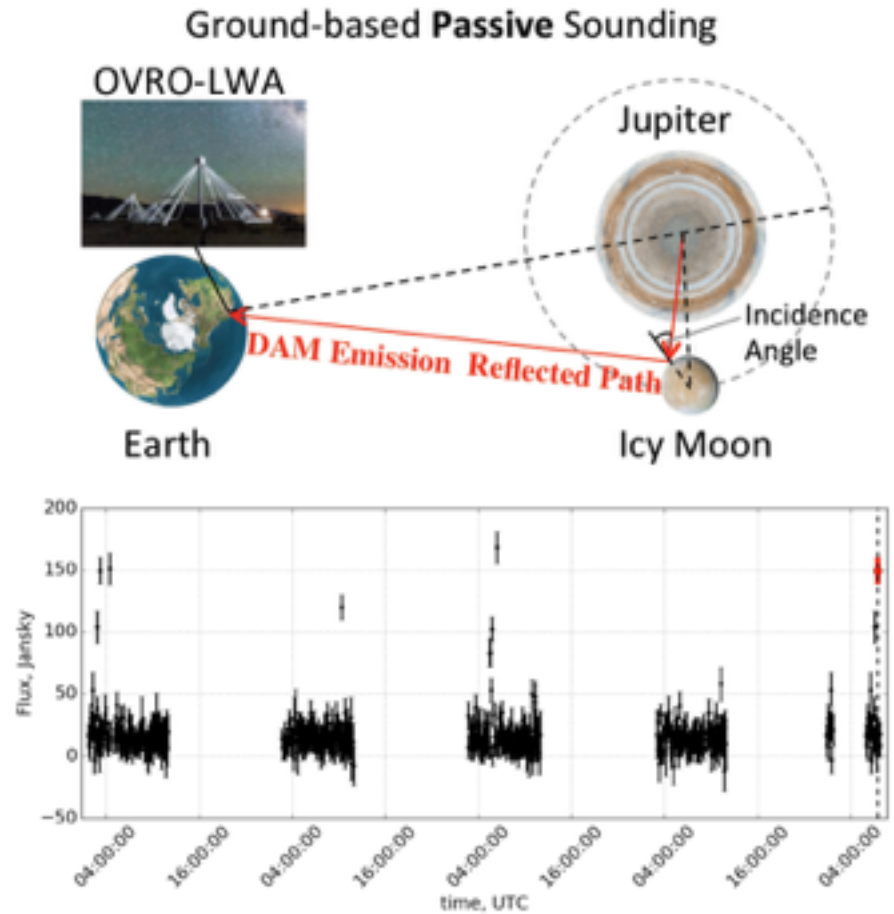 Ground-based Passive Sounding
OVRO-LWA
Jupiter
Incidence
Angle
DAM Emission Reflected Path
Earth
Icy Moon
200
150
100
50
0
−50
Flux, Jansky
04:00:00
16:00:00
04:00:00
16:00:00
04:00:00
16:00:00
04:00:00
16:00:00
04:00:00
time, UTC